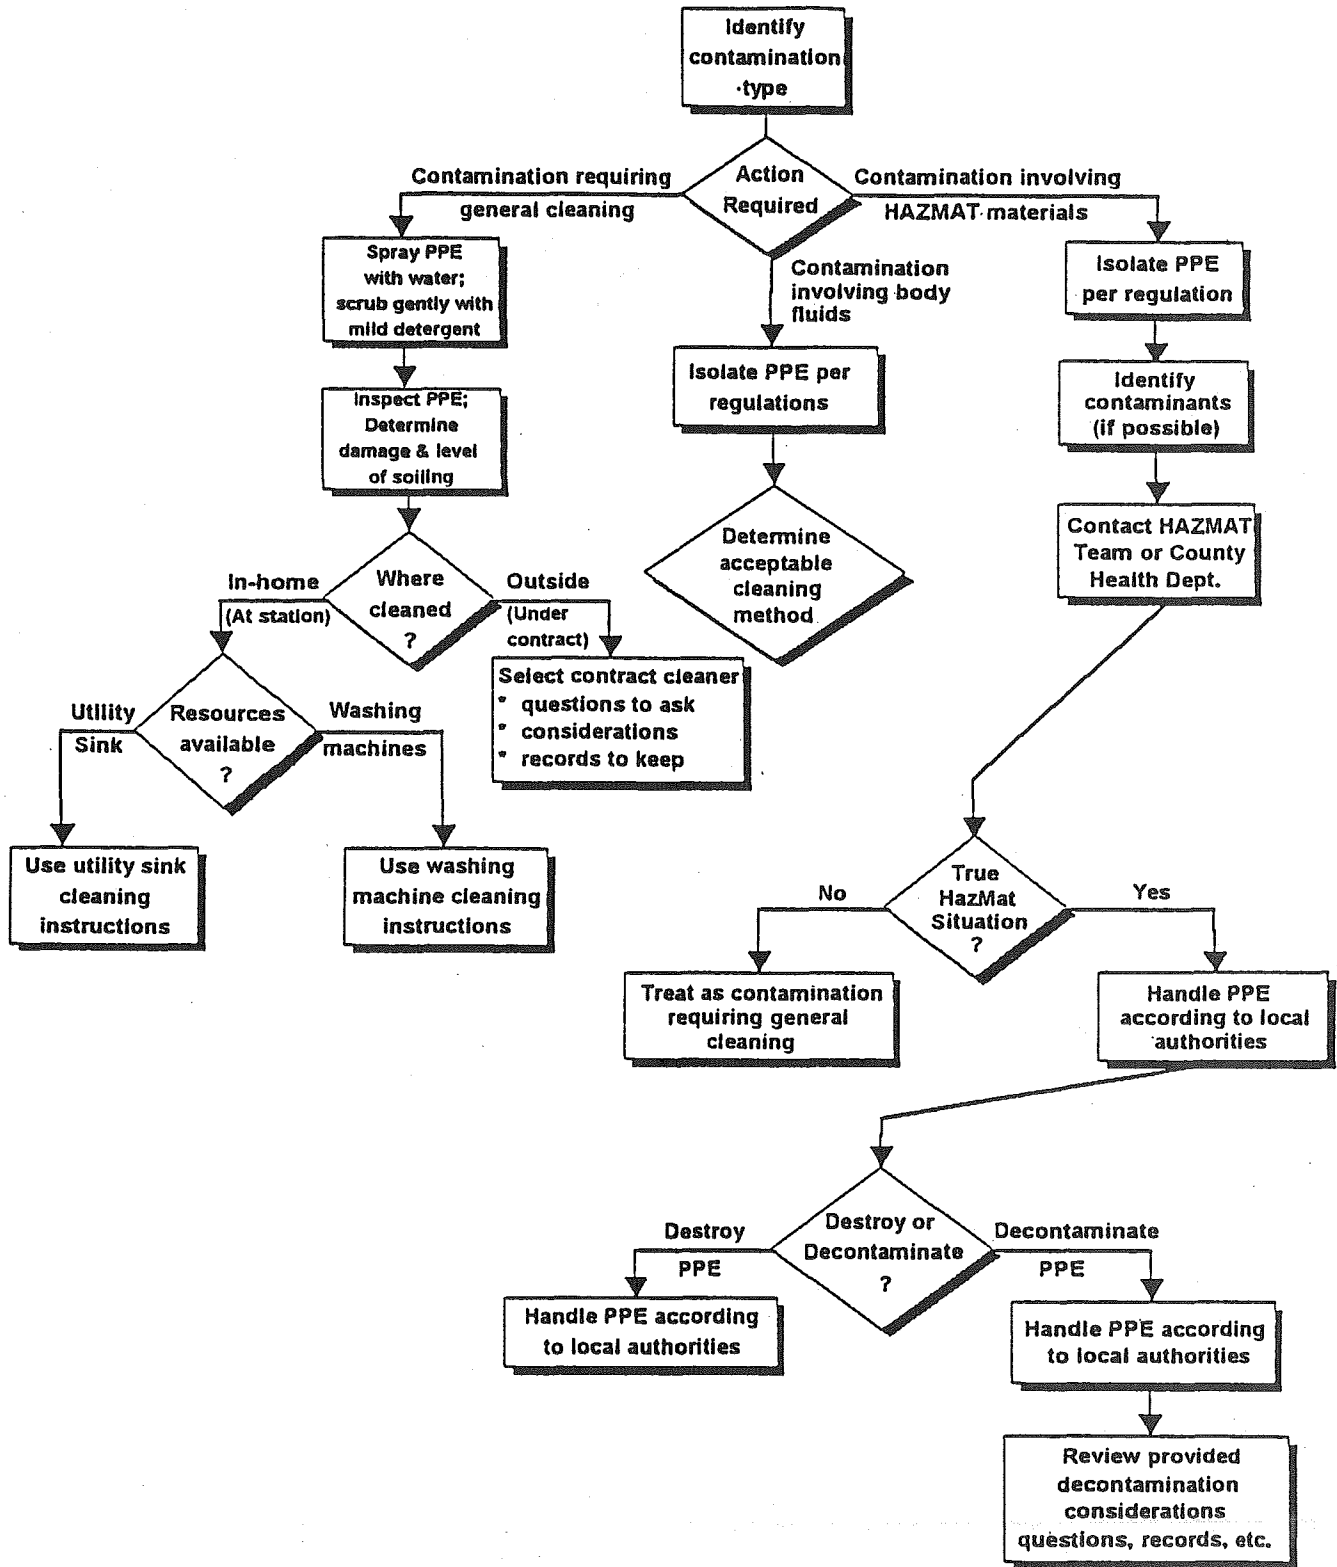 Identify
contamination
type
Action
Required
Contamination requiring
general cleaning
Contamination involving
HAZMAT materials
Contamination
involving body
fluids
Spray PPE
with water;
scrub gently with
mild detergent
Isolate PPE
per regulation
Inspect PPE;
Determine
damage & level
of soiling
Isolate PPE per
regulations
Identify
contaminants
(if possible)
Where
cleaned
?
In-home
(At station)
Outside
(Under
contract)
Determine
acceptable
cleaning
method
Contact HAZMAT
Team or County
Health Dept.
Select contract cleaner
* questions to ask
* considerations
* records to keep
Resources
available
?
Utility
Sink
Washing
machines
Use utility sink
cleaning
instructions
Use washing
machine cleaning
instructions
True
HazMat
Situation
?
No
Yes
Treat as contamination
requiring general
cleaning
Handle PPE
according to local
authorities
Destroy or
Decontaminate
?
Destroy
PPE
Decontaminate
PPE
Handle PPE according
to local authorities
Handle PPE according
to local authorities
Review provided
decontamination
considerations
questions, records, etc.